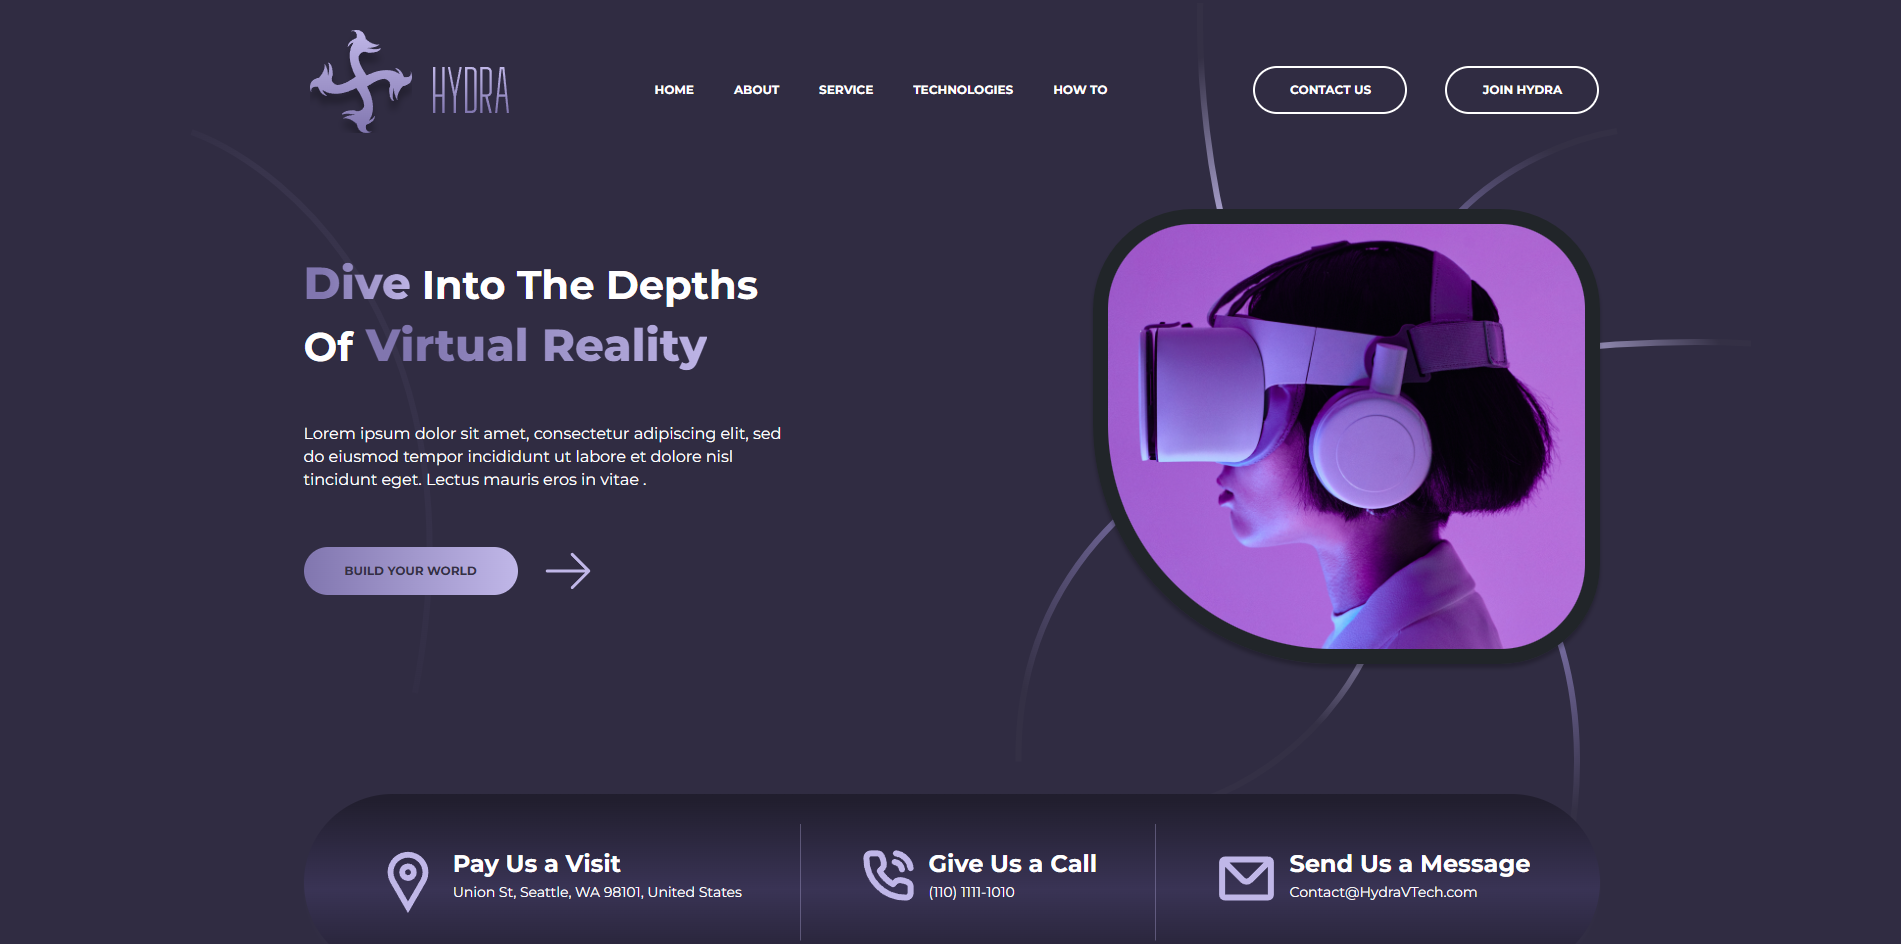 HYDRA
HOME
ABOUT
SERVICE
TECHNOLOGIES
HOW TO
CONTACT US
JOIN HYDRA
Dive Into The Depths
Of Virtual Reality
Lorem ipsum dolor sit amet, consectetur adipiscing elit, sed
do eiusmod tempor incididunt ut labore et dolore nisl
tincidunt eget. Lectus mauris eros in vitae .
BUILD YOUR WORLD
Pay Us a Visit
Union St, Seattle, WA 98101, United States
Give Us a Call
(110) 1111-1010
Send Us a Message
Contact@HydraVTech.com